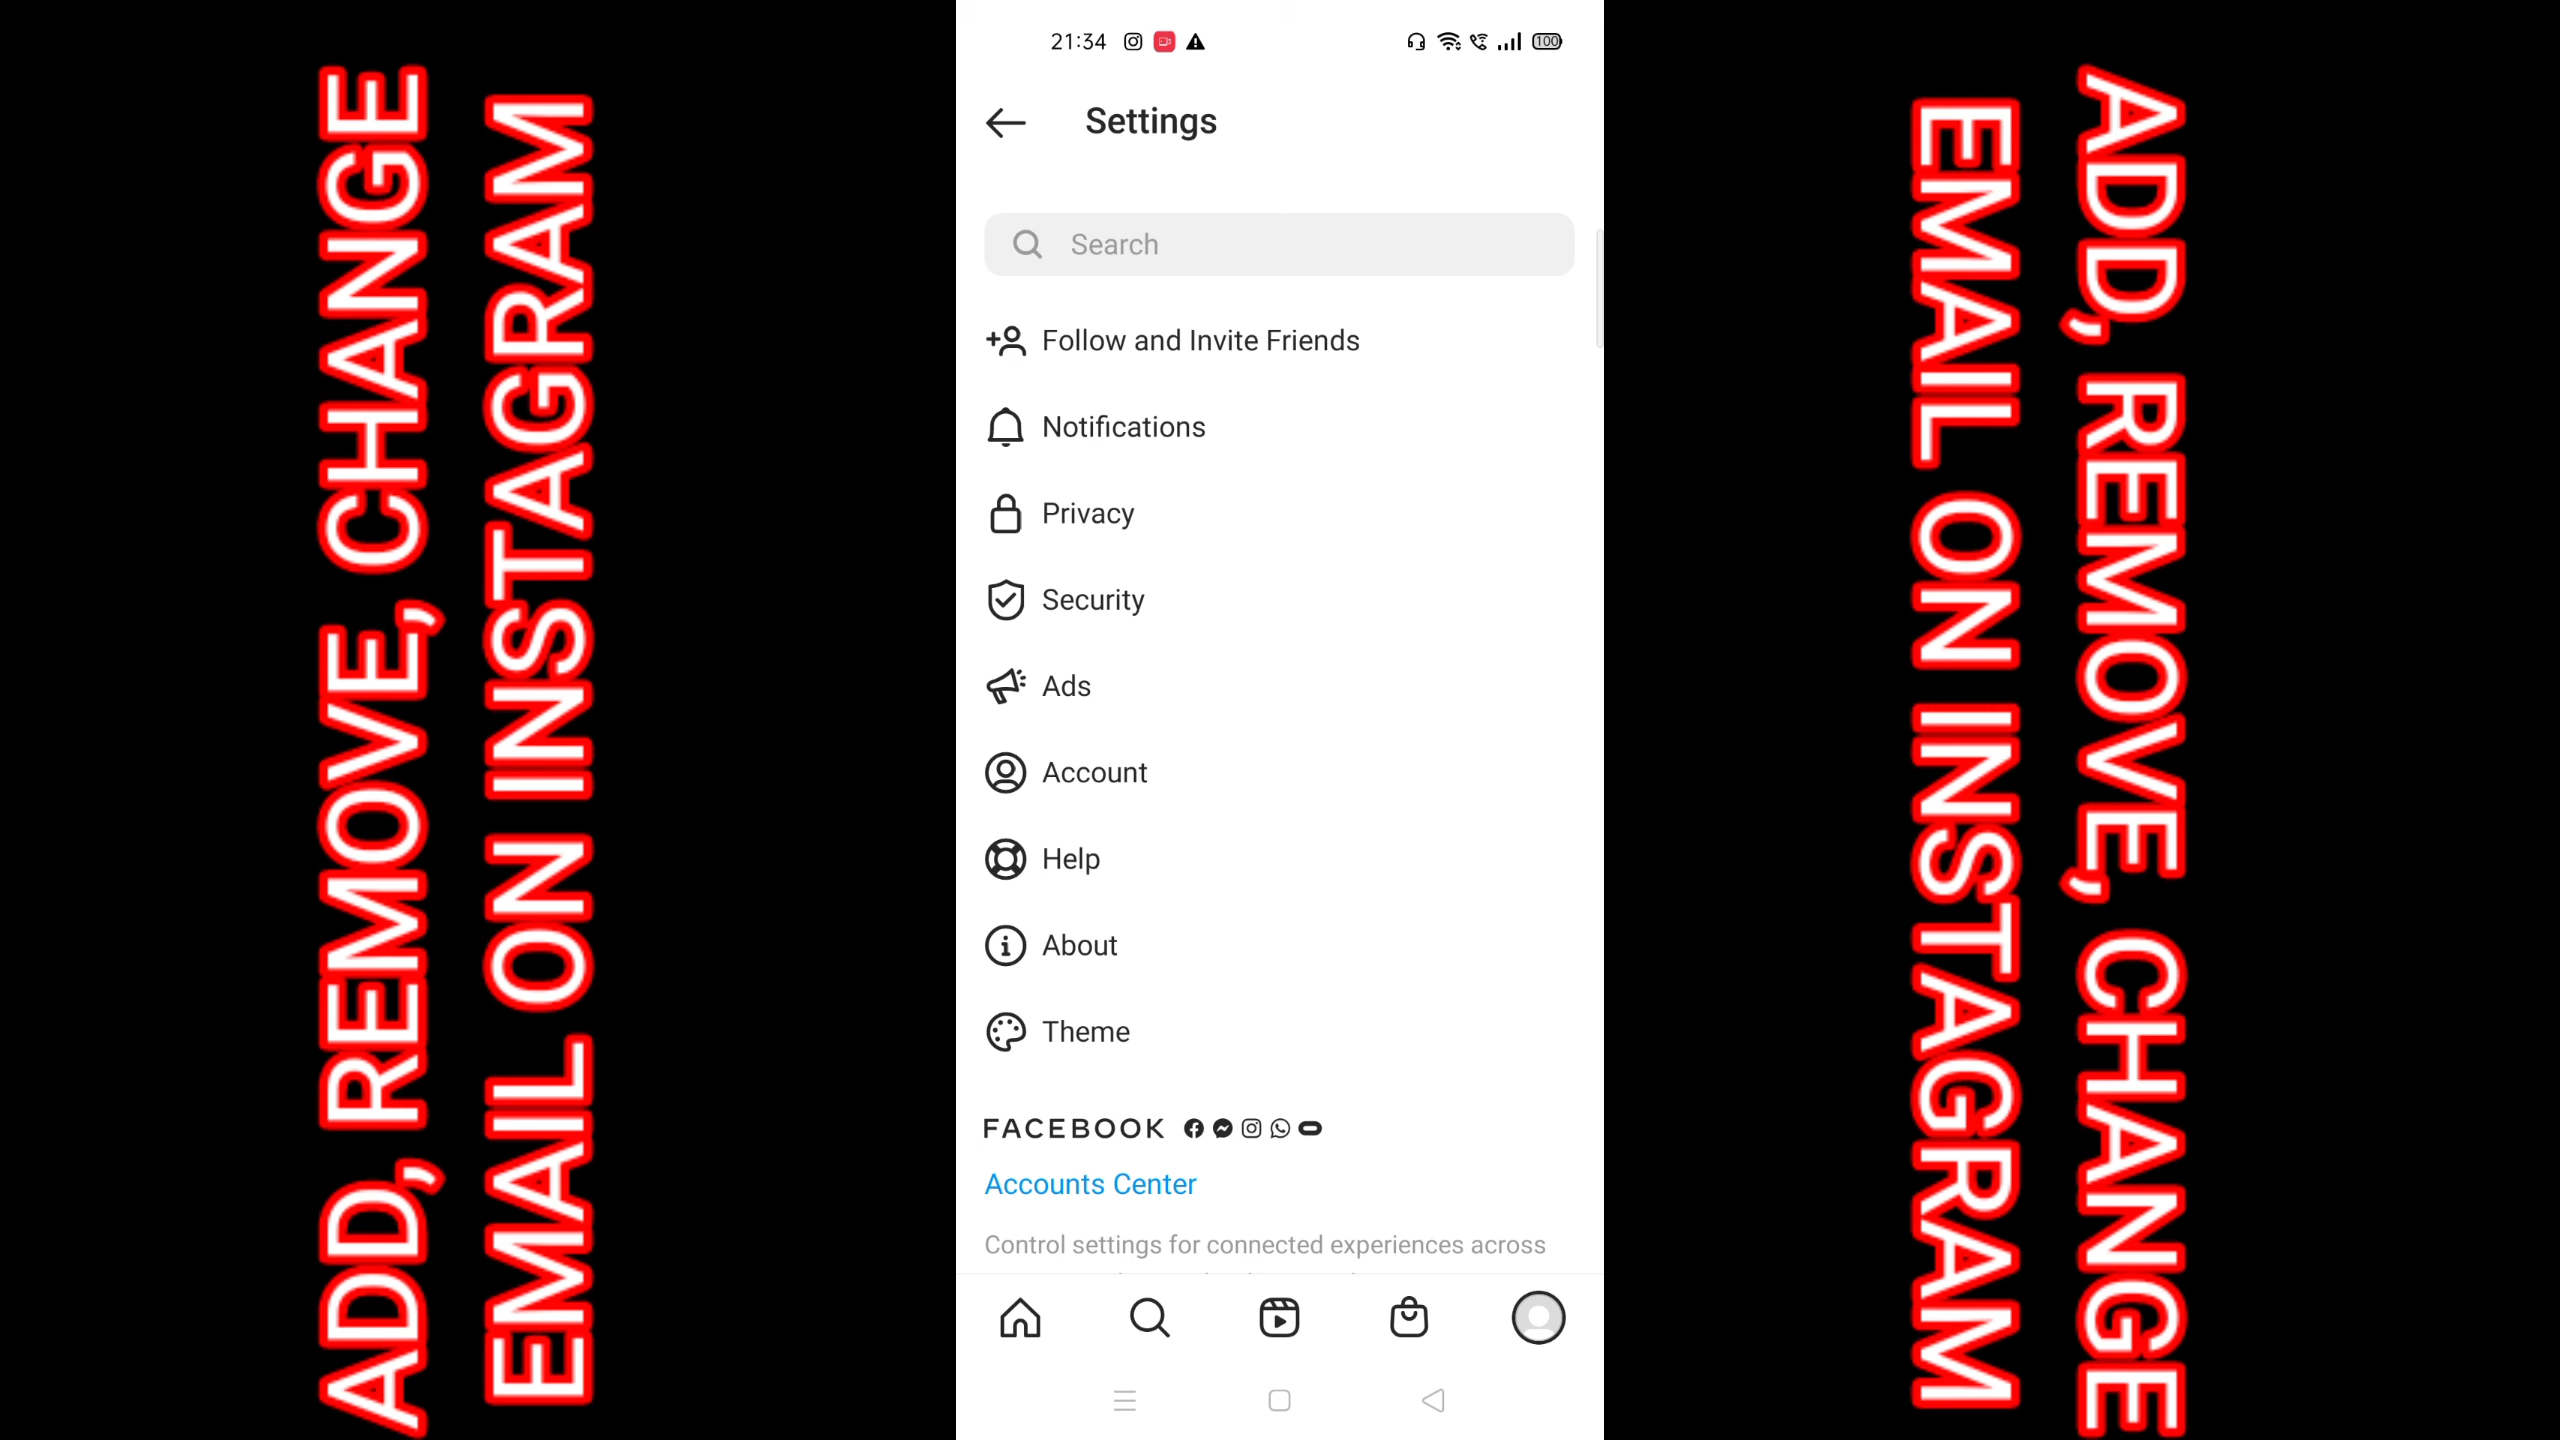 ADD, REMOVE, CHANGE
EMAIL ON INSTAGRAM
21:34
100
Settings
Search
Follow and Invite Friends
Notifications
Privacy
Security
Ads
Account
Help
About
Theme
FACEBOOK
Accounts Center
Control settings for connected experiences across
ADD, REMOVE, CHANGE
EMAIL ON INSTAGRAM